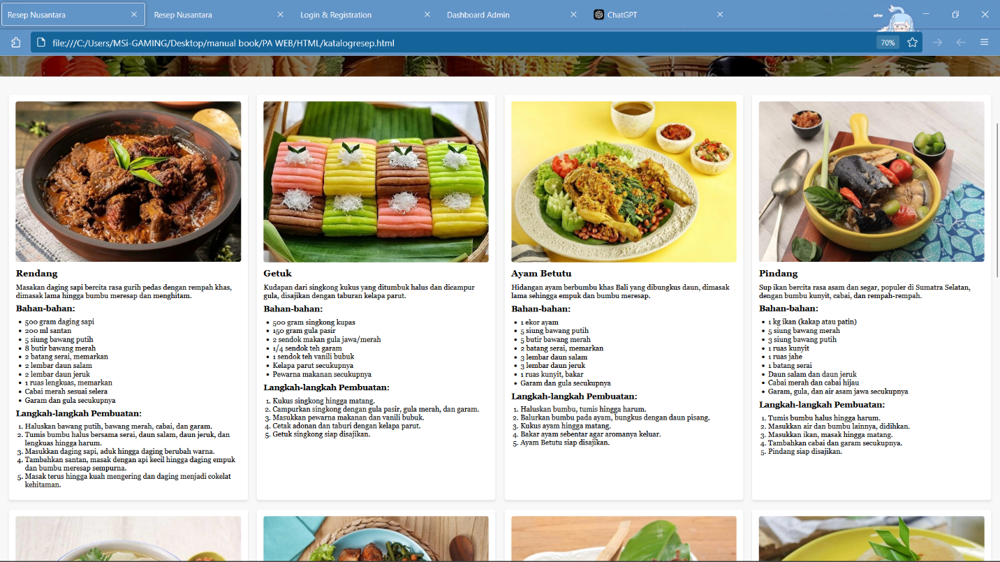 Resep Nusantara
Resep Nusantara
Login & Registration
Dashboard Admin
ChatGPT
file:///C:/Users/MSi-GAMING/Desktop/manual book/PA WEB/HTML/katalogresep.html
70%
Rendang
Masakan daging sapi bercita rasa gurih pedas dengan rempah khas,
dimasak lama hingga bumbu meresap dan menghitam.
Bahan-bahan:
• 500 gram daging sapi
• 200 ml santan
• 5 siung bawang putih
• 8 butir bawang merah
• 2 batang serai, memarkan
• 2 lembar daun salam
• 2 lembar daun jeruk
• 1 ruas lengkuas, memarkan
• Cabai merah sesuai selera
• Garam dan gula secukupnya
Langkah-langkah Pembuatan:
1. Haluskan bawang putih, bawang merah, cabai, dan garam.
2. Tumis bumbu halus bersama serai, daun salam, daun jeruk, dan
lengkuas hingga harum.
3. Masukkan daging sapi, aduk hingga daging berubah warna.
4. Tambahkan santan, masak dengan api kecil hingga daging empuk
dan bumbu meresap sempurna.
5. Masak terus hingga kuah mengering dan daging menjadi cokelat
kehitaman.
Getuk
Kudapan dari singkong kukus yang ditumbuk halus dan dicampur
gula, disajikan dengan taburan kelapa parut.
Bahan-bahan:
• 500 gram singkong kupas
• 150 gram gula pasir
• 2 sendok makan gula jawa/merah
• 1/4 sendok teh garam
• 1 sendok teh vanili bubuk
• Kelapa parut secukupnya
• Pewarna makanan secukupnya
Langkah-langkah Pembuatan:
1. Kukus singkong hingga matang.
2. Campurkan singkong dengan gula pasir, gula merah, dan garam.
3. Masukkan pewarna makanan dan vanili bubuk.
4. Cetak adonan dan taburi dengan kelapa parut.
5. Getuk singkong siap disajikan.
Ayam Betutu
Hidangan ayam berbumbu khas Bali yang dibungkus daun, dimasak
lama sehingga empuk dan bumbu meresap.
Bahan-bahan:
• 1 ekor ayam
• 5 siung bawang putih
• 5 butir bawang merah
• 2 batang serai, memarkan
• 3 lembar daun salam
• 3 lembar daun jeruk
• 1 ruas kunyit, bakar
• Garam dan gula secukupnya
Langkah-langkah Pembuatan:
1. Haluskan bumbu, tumis hingga harum.
2. Balurkan bumbu pada ayam, bungkus dengan daun pisang.
3. Kukus ayam hingga matang.
4. Bakar ayam sebentar agar aromanya keluar.
5. Ayam Betutu siap disajikan.
Pindang
Sup ikan bercita rasa asam dan segar, populer di Sumatra Selatan,
dengan bumbu kunyit, cabai, dan rempah-rempah.
Bahan-bahan:
• 1 kg ikan (kakap atau patin)
• 5 siung bawang merah
• 3 siung bawang putih
• 1 ruas kunyit
• 1 ruas jahe
• 1 batang serai
• Daun salam dan daun jeruk
• Cabai merah dan cabai hijau
• Garam, gula, dan air asam jawa secukupnya
Langkah-langkah Pembuatan:
1. Tumis bumbu halus hingga harum.
2. Masukkan air dan bumbu lainnya, didihkan.
3. Masukkan ikan, masak hingga matang.
4. Tambahkan cabai dan garam secukupnya.
5. Pindang siap disajikan.